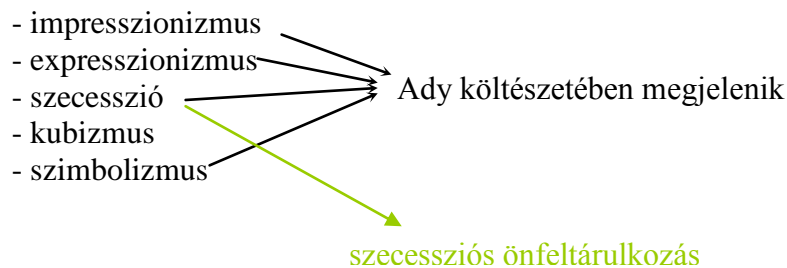 - impresszionizmus
- expresszionizmus
- szecesszió
- kubizmus
- szimbolizmus
Ady költészetében megjelenik
szecessziós önfeltárulkozás